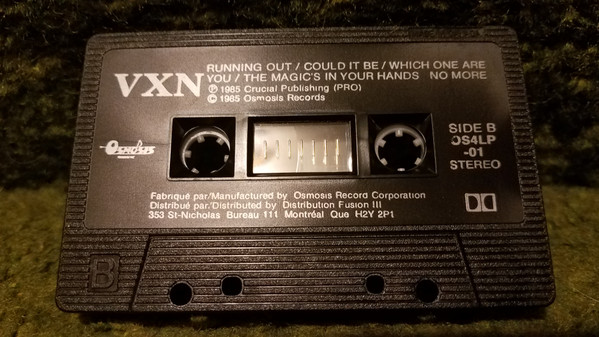 VXN
RUNNING OUT / COULD IT BE / WHICH ONE ARE
YOU / THE MAGIC'S IN YOUR HANDS NO MORE
Ⓟ 1985 Crucial Publishing (PRO)
© 1985 Osmosis Records
OSMOSIS
SIDE B
OS4LP
-01
STEREO
Fabriqué par/Manufactured by Osmosis Record Corporation
Distribué par/Distributed by Distribution Fusion III
353 St-Nicholas Bureau 111 Montréal Que H2Y 2P1
B